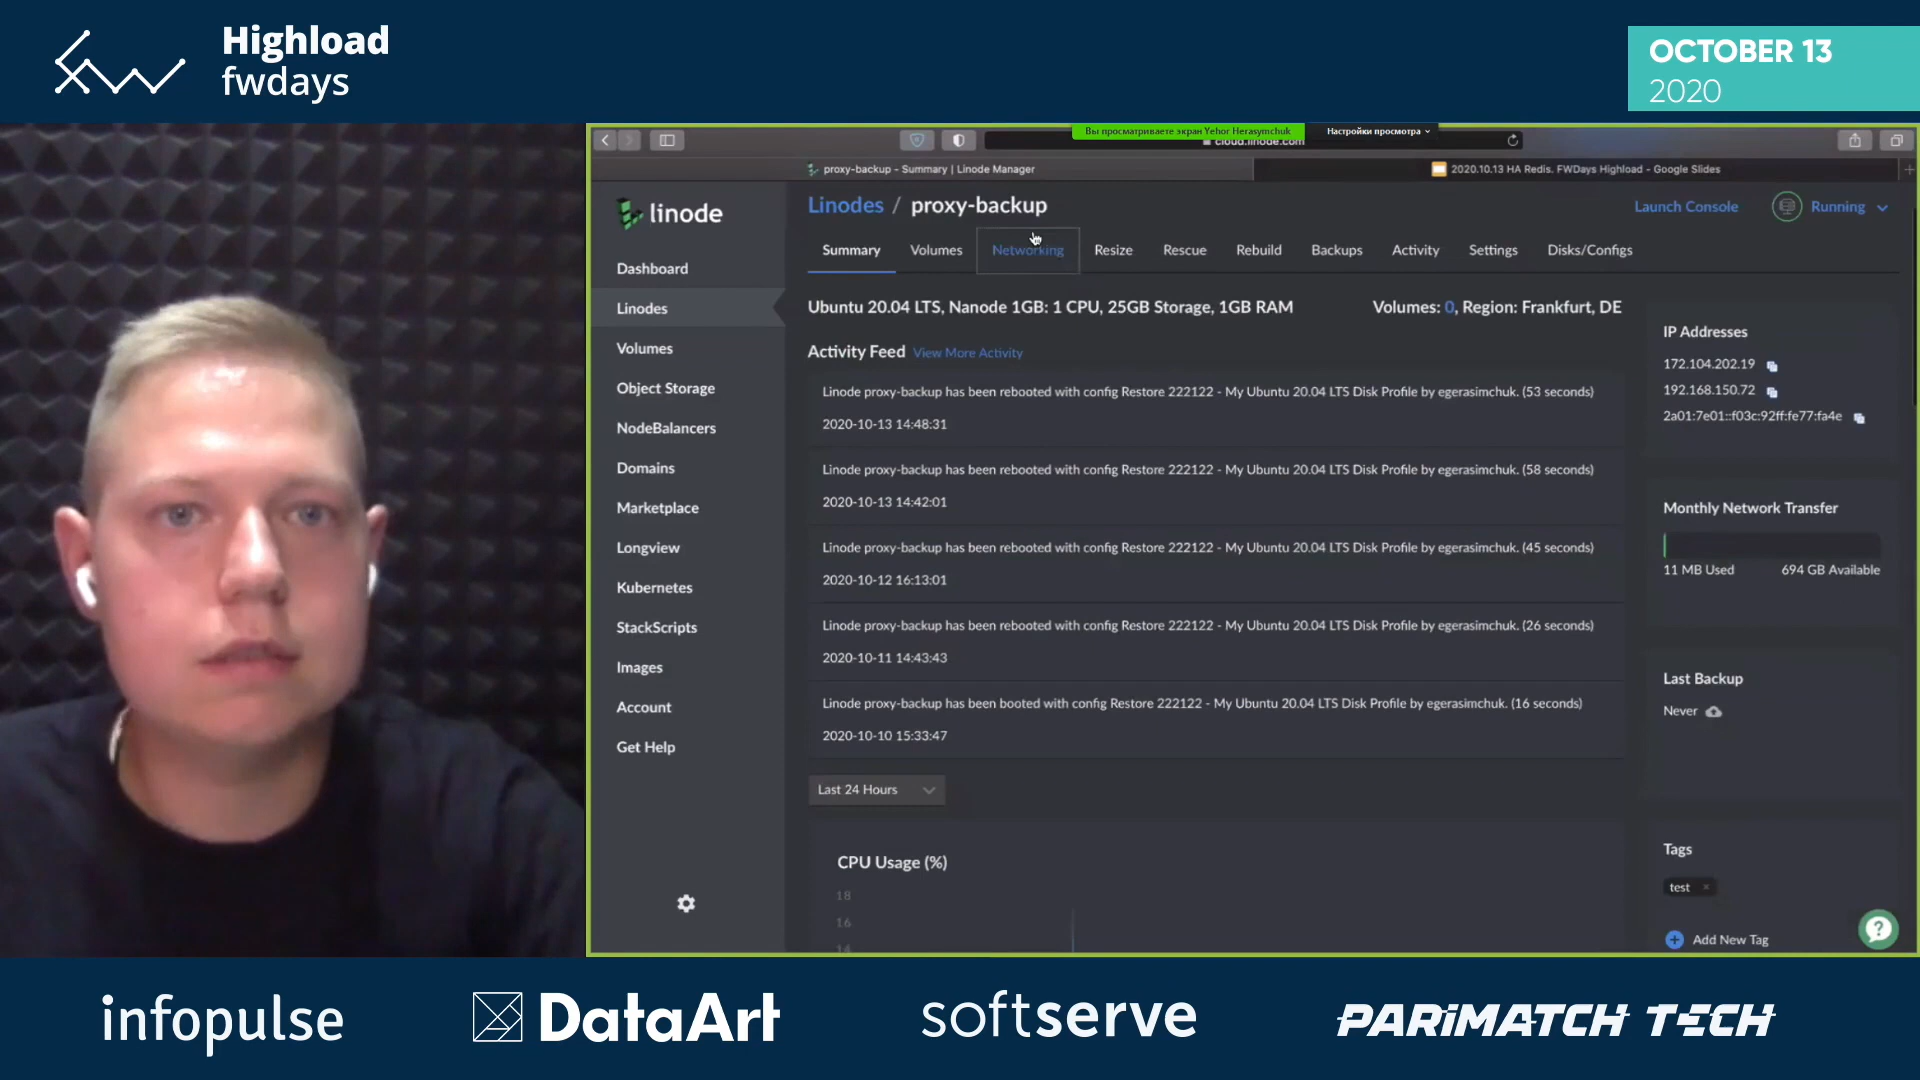 Highload
fwdays
OCTOBER 13
2020
Вы просматриваете экран Yehor Herasymchuk
Настройки просмотра
cloud.linode.com
proxy-backup – Summary | Linode Manager
2020.10.13 HA Redis. FWDays Highload - Google Slides
linode
Dashboard
Linodes
Volumes
Object Storage
NodeBalancers
Domains
Marketplace
Longview
Kubernetes
StackScripts
Images
Account
Get Help
Linodes / proxy-backup
Launch Console
Running
Summary
Volumes
Networking
Resize
Rescue
Rebuild
Backups
Activity
Settings
Disks/Configs
Ubuntu 20.04 LTS, Nanode 1GB: 1 CPU, 25GB Storage, 1GB RAM
Volumes: 0, Region: Frankfurt, DE
Activity Feed View More Activity
Linode proxy-backup has been rebooted with config Restore 222122 - My Ubuntu 20.04 LTS Disk Profile by egerasimchuk. (53 seconds)
2020-10-13 14:48:31
Linode proxy-backup has been rebooted with config Restore 222122 - My Ubuntu 20.04 LTS Disk Profile by egerasimchuk. (58 seconds)
2020-10-13 14:42:01
Linode proxy-backup has been rebooted with config Restore 222122 - My Ubuntu 20.04 LTS Disk Profile by egerasimchuk. (45 seconds)
2020-10-12 16:13:01
Linode proxy-backup has been rebooted with config Restore 222122 - My Ubuntu 20.04 LTS Disk Profile by egerasimchuk. (26 seconds)
2020-10-11 14:43:43
Linode proxy-backup has been booted with config Restore 222122 - My Ubuntu 20.04 LTS Disk Profile by egerasimchuk. (16 seconds)
2020-10-10 15:33:47
Last 24 Hours
CPU Usage (%)
18
16
14
IP Addresses
172.104.202.19
192.168.150.72
2a01:7e01::f03c:92ff:fe77:fa4e
Monthly Network Transfer
11 MB Used
694 GB Available
Last Backup
Never
Tags
test ×
Add New Tag
?
infopulse
DataArt
softserve
PARiMATCH TECH